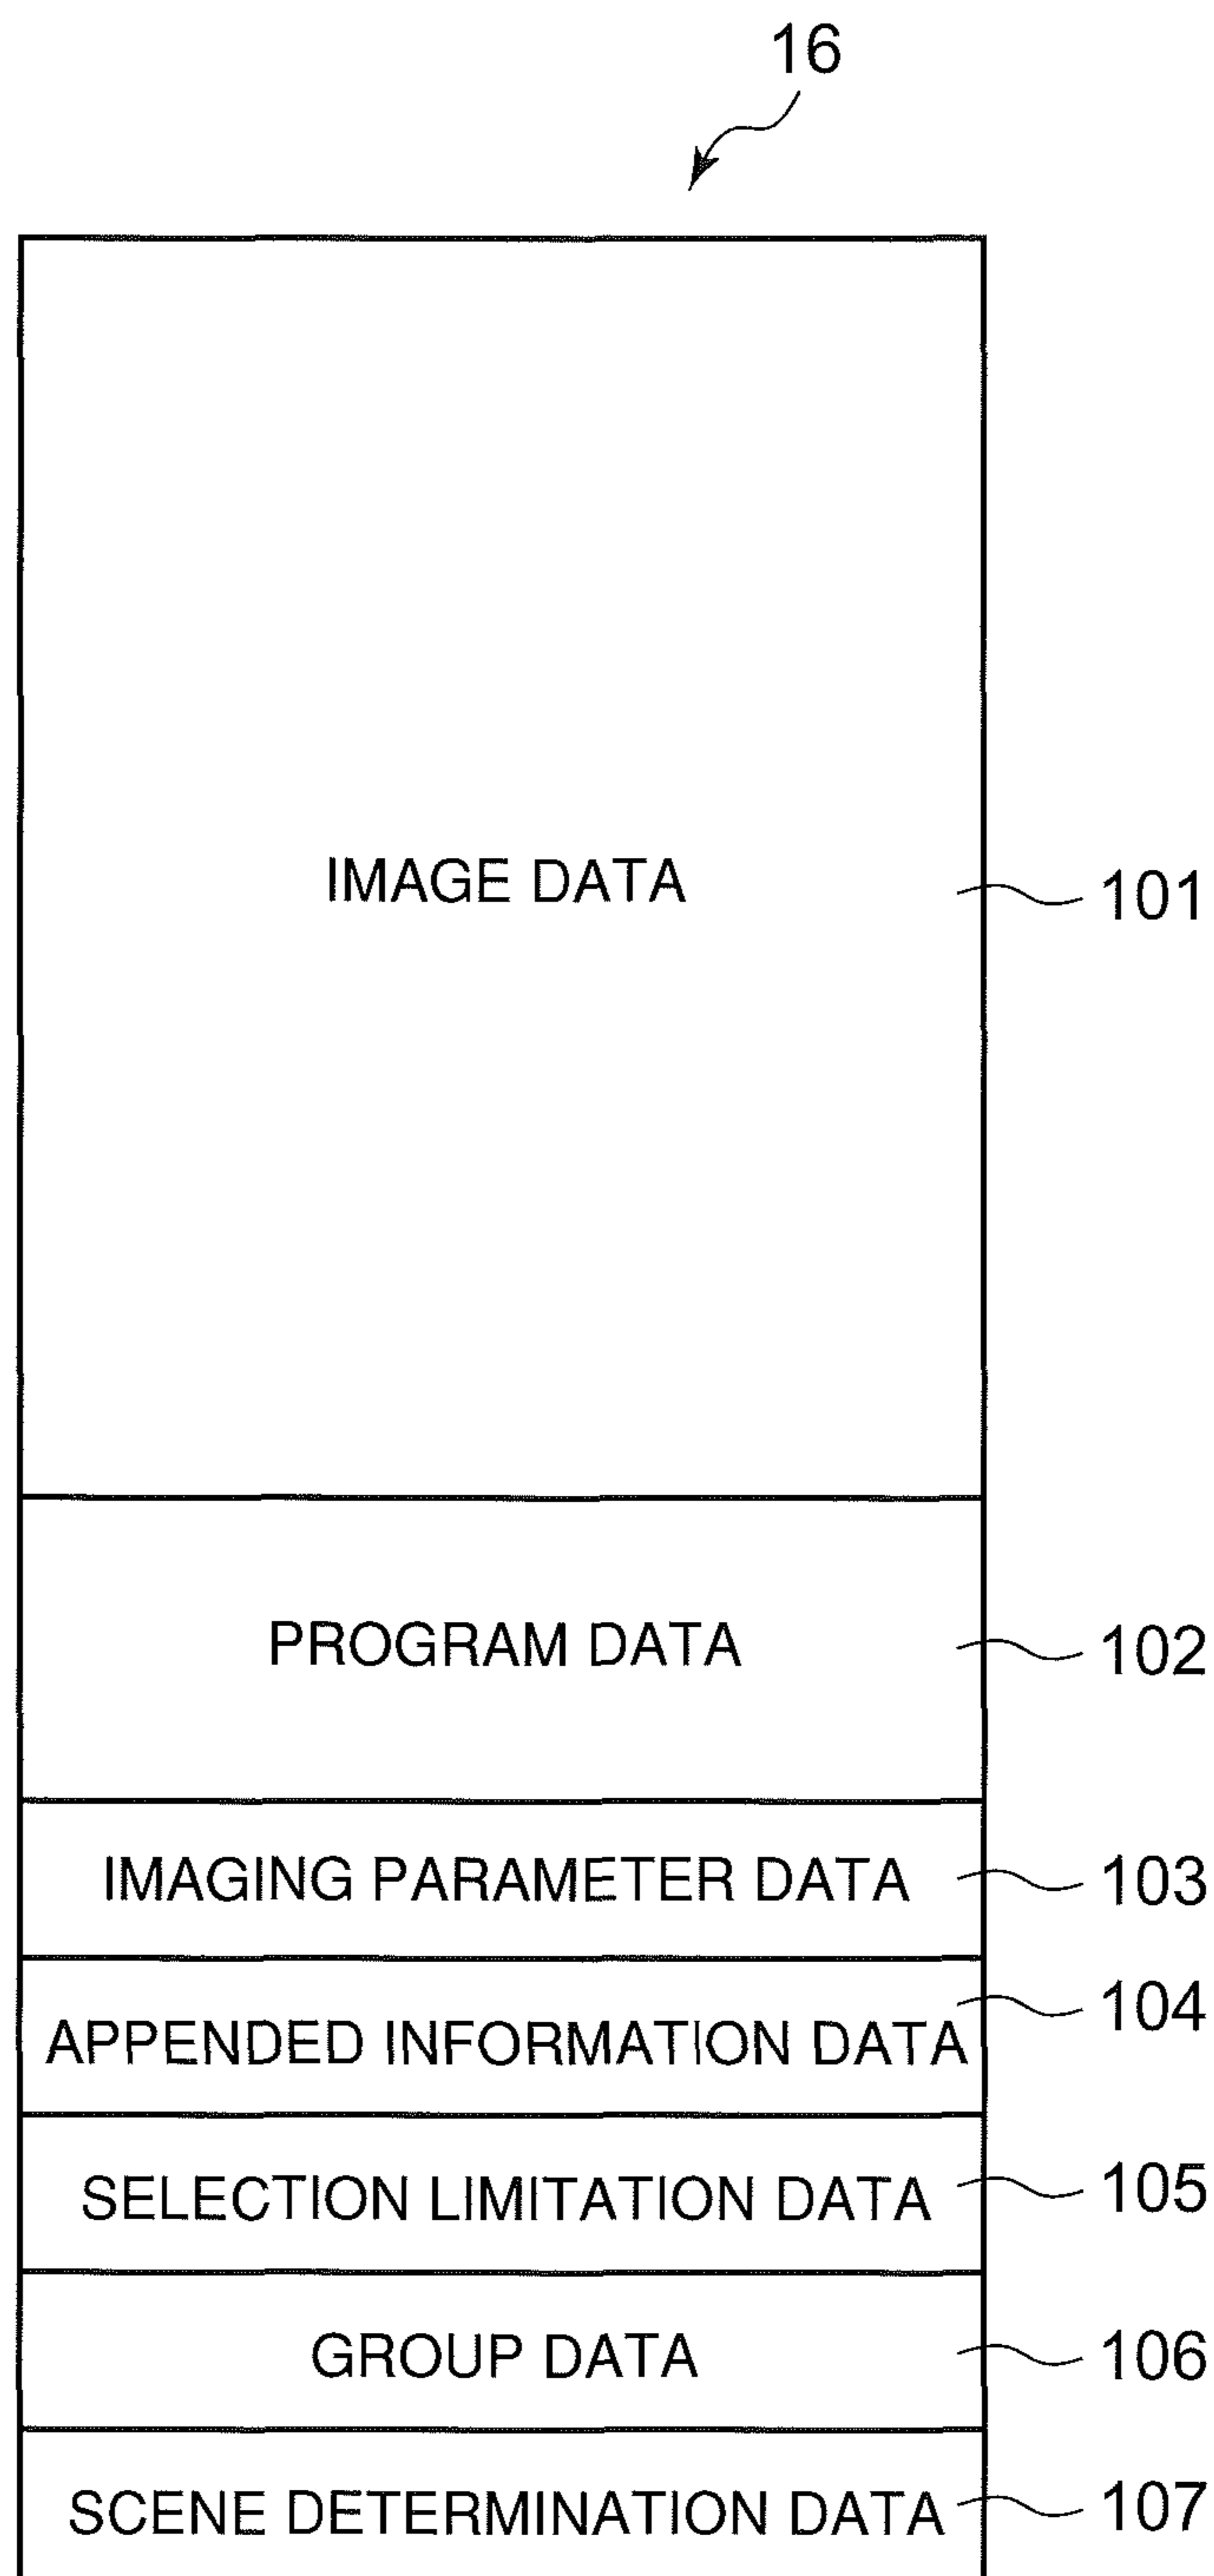 16
IMAGE DATA 101
PROGRAM DATA 102
IMAGING PARAMETER DATA 103
APPENDED INFORMATION DATA 104
SELECTION LIMITATION DATA 105
GROUP DATA 106
SCENE DETERMINATION DATA 107